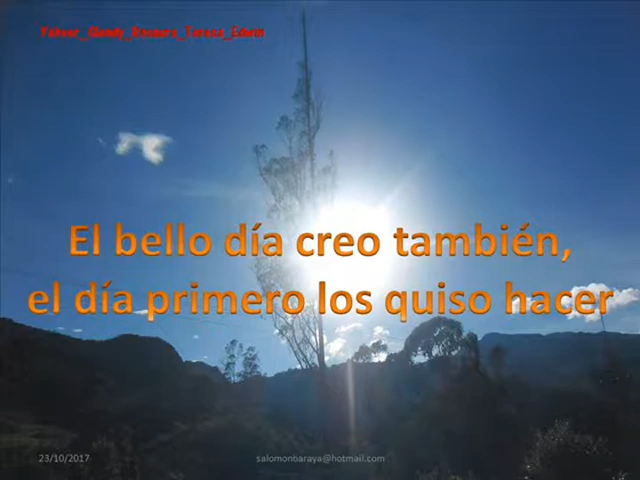 El bello día creo también,
el día primero los quiso hacer
23/10/2017
salomonbaraya@hotmail.com